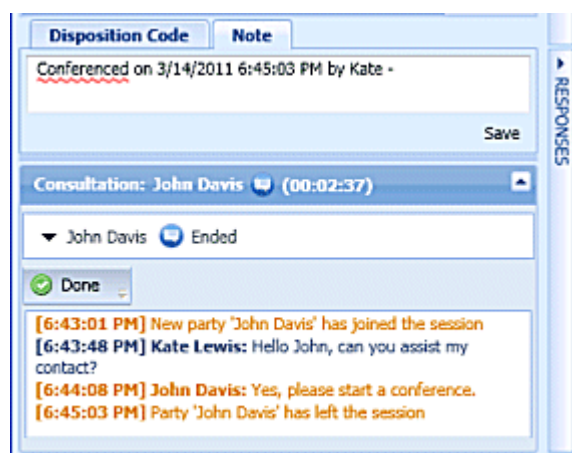 Disposition Code Note
Conferenced on 3/14/2011 6:45:03 PM by Kate -
Save
RESPONSES
Consultation: John Davis (00:02:37)
John Davis Ended
Done
[6:43:01 PM] New party 'John Davis' has joined the session
[6:43:48 PM] Kate Lewis: Hello John, can you assist my
contact?
[6:44:08 PM] John Davis: Yes, please start a conference.
[6:45:03 PM] Party 'John Davis' has left the session